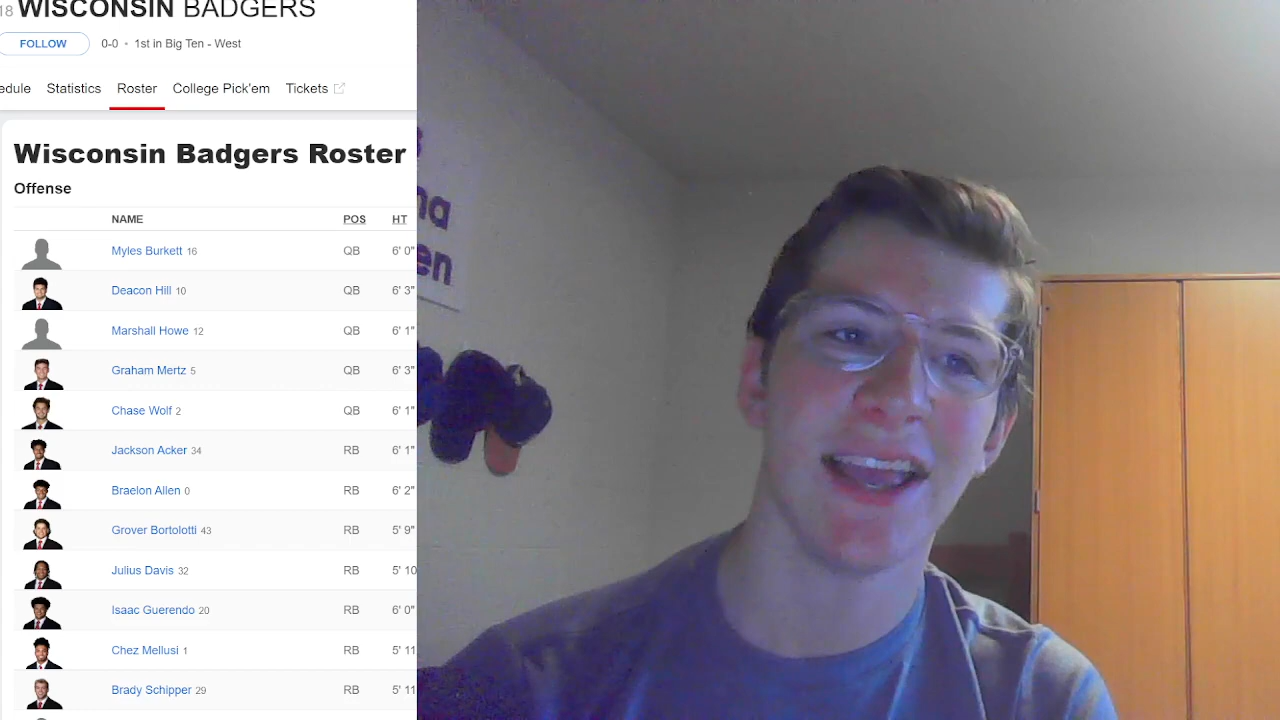 18 WISCONSIN BADGERS
FOLLOW 0-0 • 1st in Big Ten - West
edule Statistics Roster College Pick'em Tickets
Wisconsin Badgers Roster
Offense
NAME POS HT
Myles Burkett 16 QB 6' 0"
Deacon Hill 10 QB 6' 3"
Marshall Howe 12 QB 6' 1"
Graham Mertz 5 QB 6' 3"
Chase Wolf 2 QB 6' 1"
Jackson Acker 34 RB 6' 1"
Braelon Allen 0 RB 6' 2"
Grover Bortolotti 43 RB 5' 9"
Julius Davis 32 RB 5' 10
Isaac Guerendo 20 RB 6' 0"
Chez Mellusi 1 RB 5' 11
Brady Schipper 29 RB 5' 11
na
en